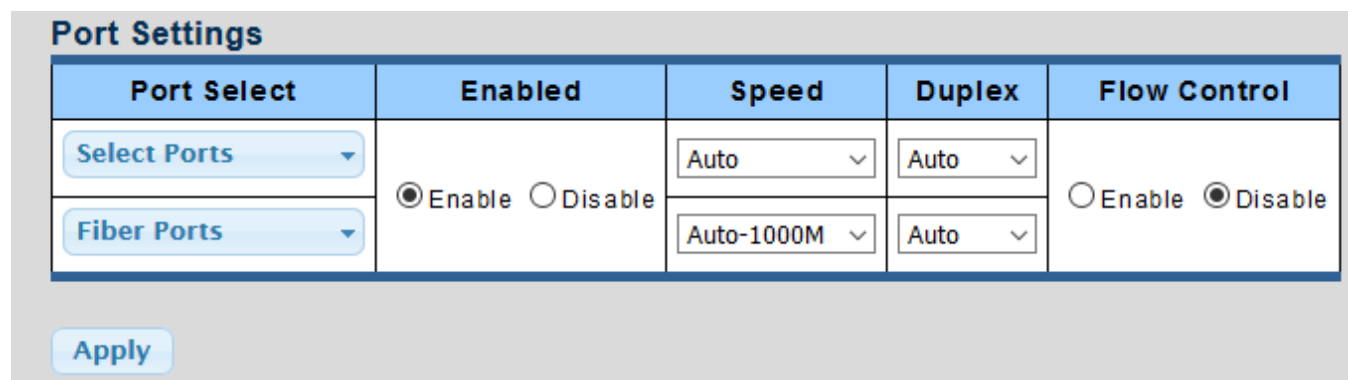 Port Settings
Port Select Enabled Speed Duplex Flow Control
Select Ports Auto Auto
Enable Disable Enable Disable
Fiber Ports Auto-1000M Auto
Apply